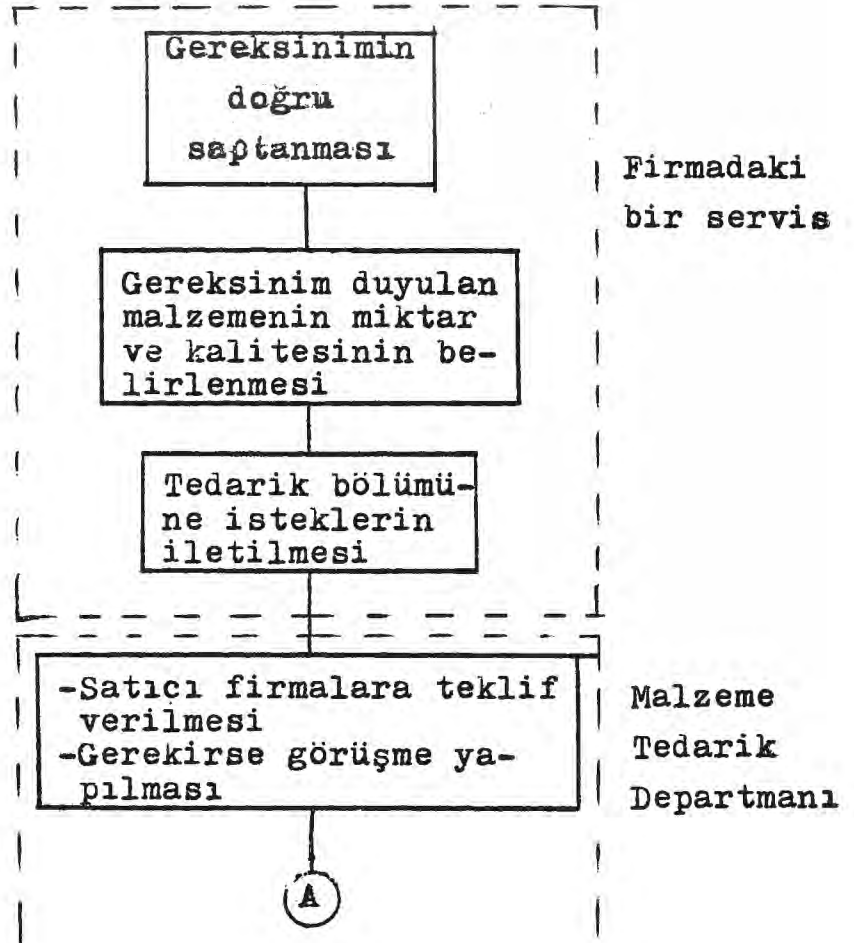 Gereksinimin
doğru
saptanması
Firmadaki
bir servis
Gereksinim duyulan
malzemenin miktar
ve kalitesinin be-
lirlenmesi
Tedarik bölümü-
ne isteklerin
iletilmesi
-Satıcı firmalara teklif
verilmesi
-Gerekirse görüşme ya-
pılması
Malzeme
Tedarik
Departmanı
A